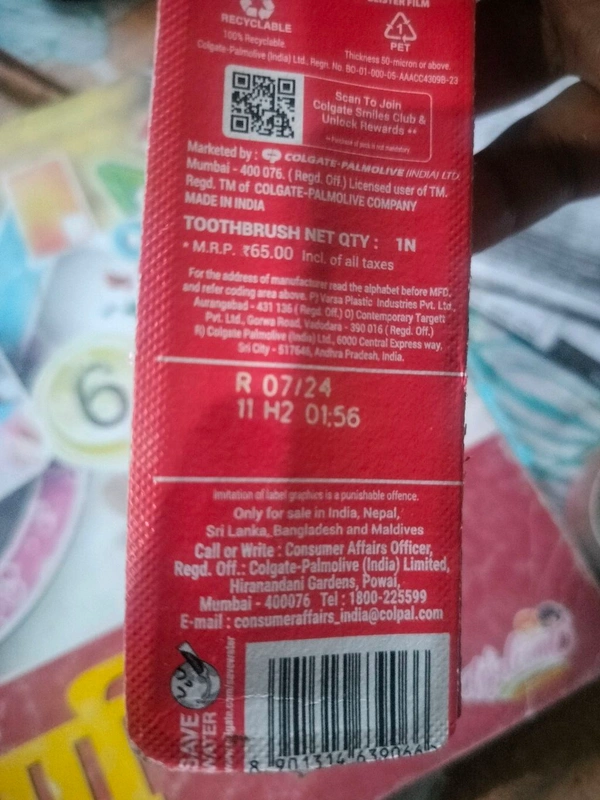 RECYCLABLE
100% Recyclable.
1
PET
Thickness 50-micron or above.
Colgate-Palmolive (India) Ltd. Regn. No. BO-01-000-05-AAACC4309B-23
Scan To Join
Colgate Smiles Club &
Unlock Rewards **
Marketed by : COLGATE-PALMOLIVE (INDIA) LTD.
Mumbai - 400 076. ( Regd. Off.) Licensed user of TM.
Regd. TM of COLGATE-PALMOLIVE COMPANY
MADE IN INDIA
TOOTHBRUSH NET QTY : 1N
* M.R.P. ₹65.00 Incl. of all taxes
For the address of manufacturer read the alphabet before MFD.
and refer coding area above. P) Varsa Plastic Industries Pvt. Ltd.,
Aurangabad - 431 136 ( Regd. Off.) O) Contemporary Targett
Pvt. Ltd., Gorwa Road, Vadodara - 390 016 ( Regd. Off.)
R) Colgate Palmolive (India) Ltd., 6000 Central Express way,
Sri City - 517646, Andhra Pradesh, India.
R 07/24
11 H2 01:56
Imitation of label graphics is a punishable offence.
Only for sale in India, Nepal,
Sri Lanka, Bangladesh and Maldives
Call or Write : Consumer Affairs Officer,
Regd. Off.: Colgate-Palmolive (India) Limited,
Hiranandani Gardens, Powai,
Mumbai - 400076 Tel : 1800-225599
E-mail : consumeraffairs_india@colpal.com
SAVE
WATER
8 901314 639066
6